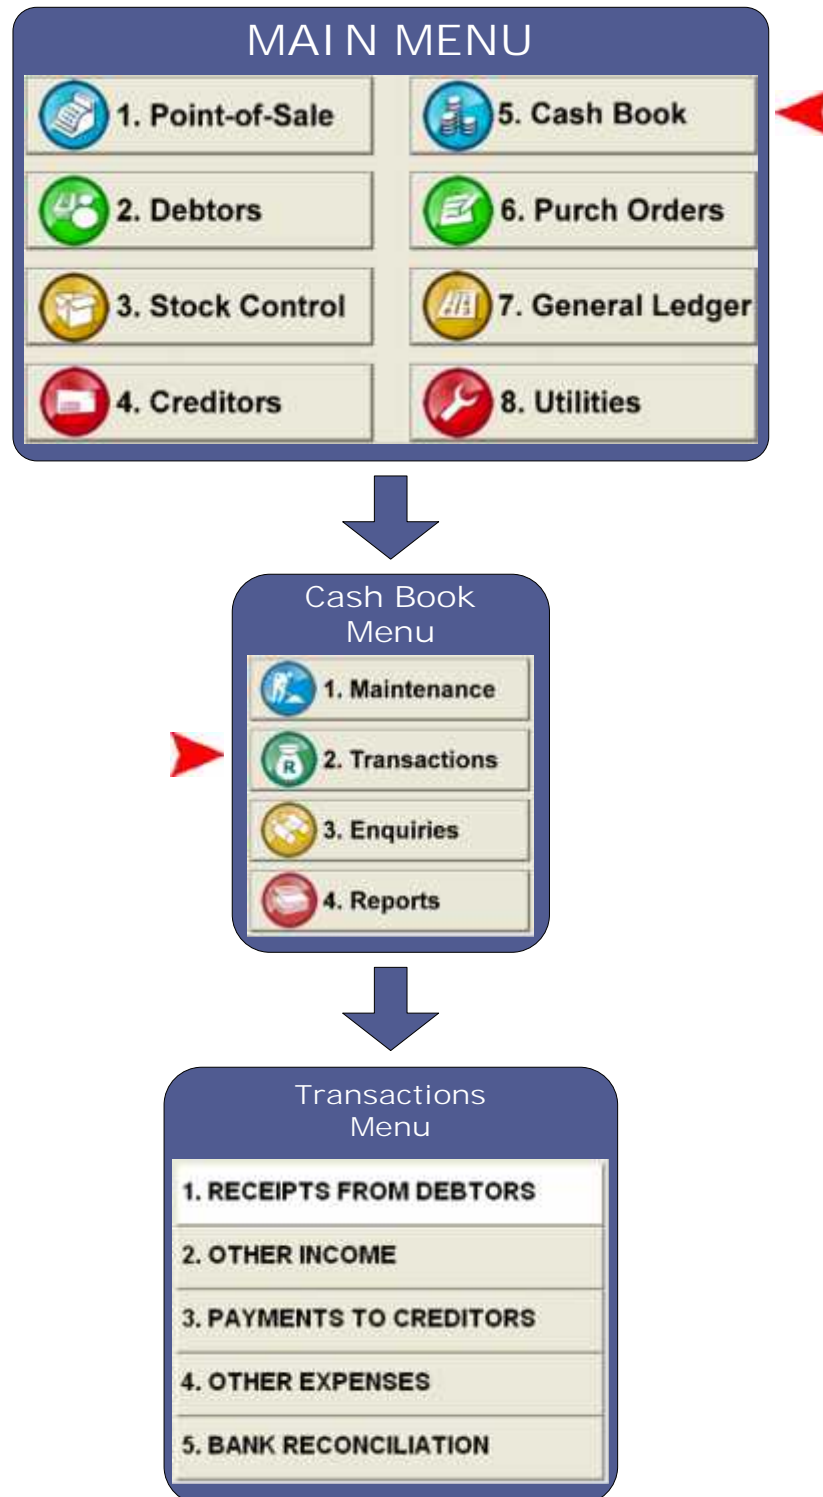 MAIN MENU
1. Point-of-Sale
2. Debtors
3. Stock Control
4. Creditors
5. Cash Book
6. Purch Orders
7. General Ledger
8. Utilities
Cash Book
Menu
1. Maintenance
R
2. Transactions
3. Enquiries
4. Reports
Transactions
Menu
1. RECEIPTS FROM DEBTORS
2. OTHER INCOME
3. PAYMENTS TO CREDITORS
4. OTHER EXPENSES
5. BANK RECONCILIATION